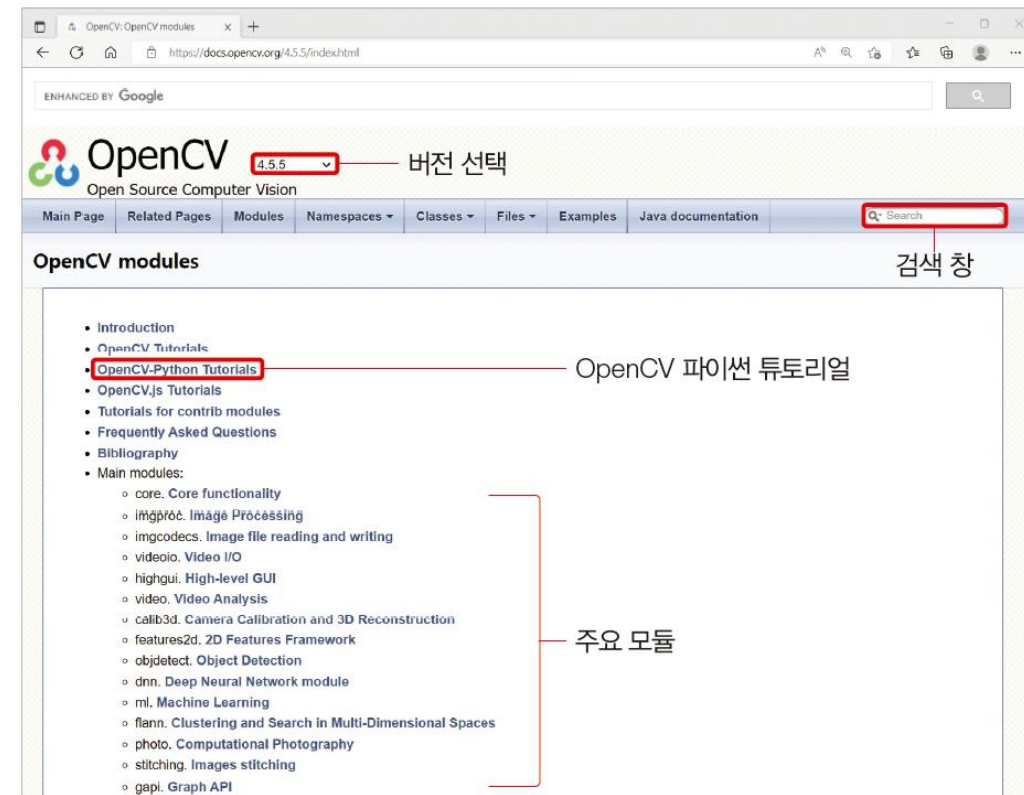 OpenCV: OpenCV modules
https://docs.opencv.org/4.5.5/index.html
ENHANCED BY Google
OpenCV 4.5.5 버전 선택
Open Source Computer Vision
Main Page Related Pages Modules Namespaces Classes Files Examples Java documentation Search
OpenCV modules 검색 창
Introduction
OpenCV Tutorials
OpenCV-Python Tutorials OpenCV 파이썬 튜토리얼
OpenCV.js Tutorials
Tutorials for contrib modules
Frequently Asked Questions
Bibliography
Main modules:
core. Core functionality
imgproc. Image Processing
imgcodecs. Image file reading and writing
videoio. Video I/O
highgui. High-level GUI
video. Video Analysis
calib3d. Camera Calibration and 3D Reconstruction
features2d. 2D Features Framework 주요 모듈
objdetect. Object Detection
dnn. Deep Neural Network module
ml. Machine Learning
flann. Clustering and Search in Multi-Dimensional Spaces
photo. Computational Photography
stitching. Images stitching
gapi. Graph API